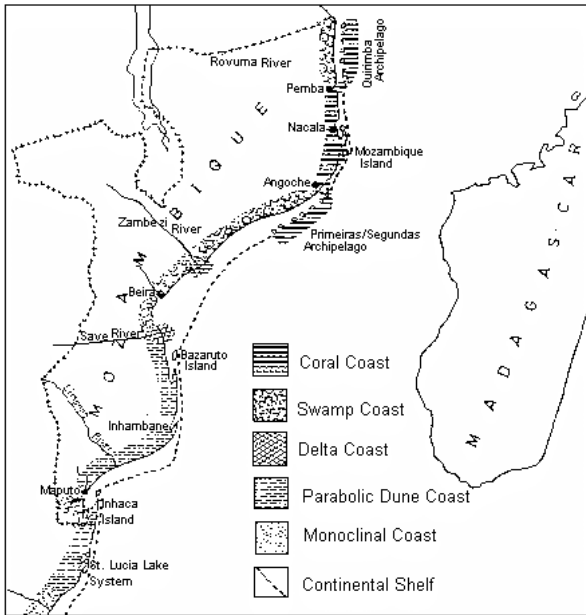 Rovuma River
Quirimba
Archipelago
Pemba
Nacala
Mozambique
Island
Angoche
Zambezi
River
Primeiras/Segundas
Archipelago
MOZAMBIQUE
MADAGASCAR
Beira
Save River
Bazaruto
Island
Inhambane
Limpopo
River
Maputo
Inhaca
Island
St. Lucia Lake
System
Coral Coast
Swamp Coast
Delta Coast
Parabolic Dune Coast
Monoclinal Coast
Continental Shelf